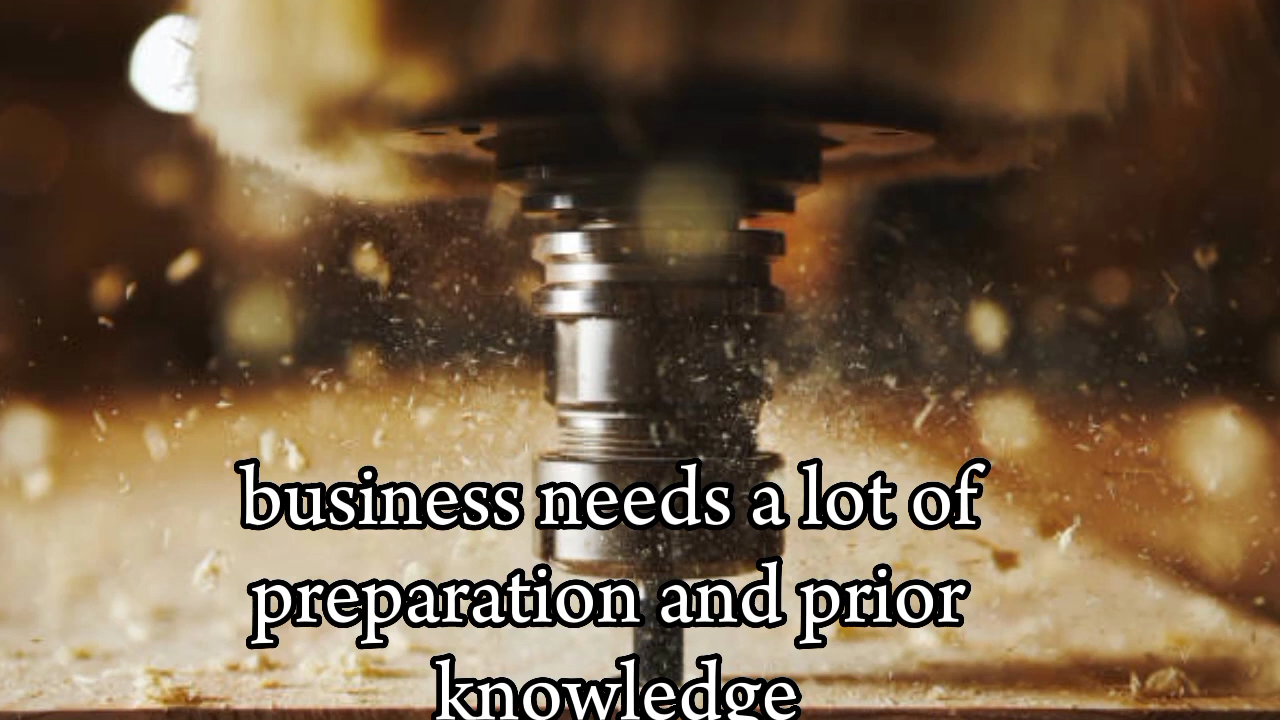 business needs a lot of
preparation and prior
knowledge